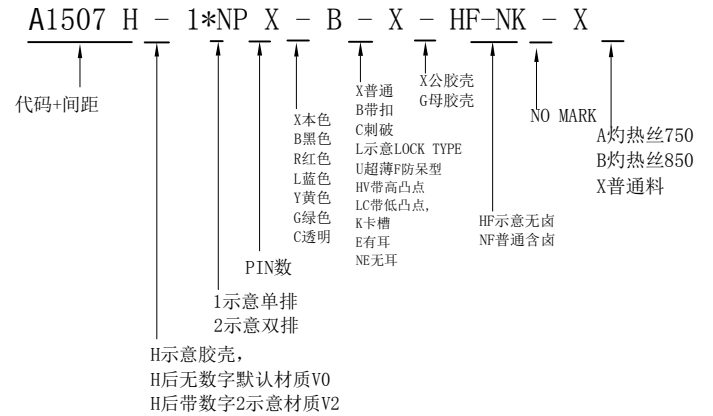 A1507 H - 1*NP X - B - X - HF-NK - X
代码+间距
X本色
B黑色
R红色
L蓝色
Y黄色
G绿色
C透明
X普通
B带扣
C刺破
L示意LOCK TYPE
U超薄F防呆型
HV带高凸点
LC带低凸点,
K卡槽
E有耳
NE无耳
X公胶壳
G母胶壳
NO MARK
A灼热丝750
B灼热丝850
X普通料
HF示意无卤
NF普通含卤
PIN数
1示意单排
2示意双排
H示意胶壳,
H后无数字默认材质V0
H后带数字2示意材质V2